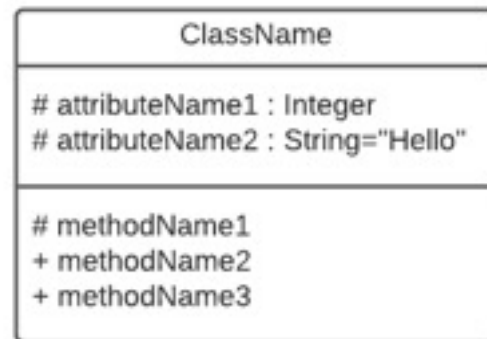 ClassName
# attributeName1 : Integer
# attributeName2 : String="Hello"
# methodName1
+ methodName2
+ methodName3